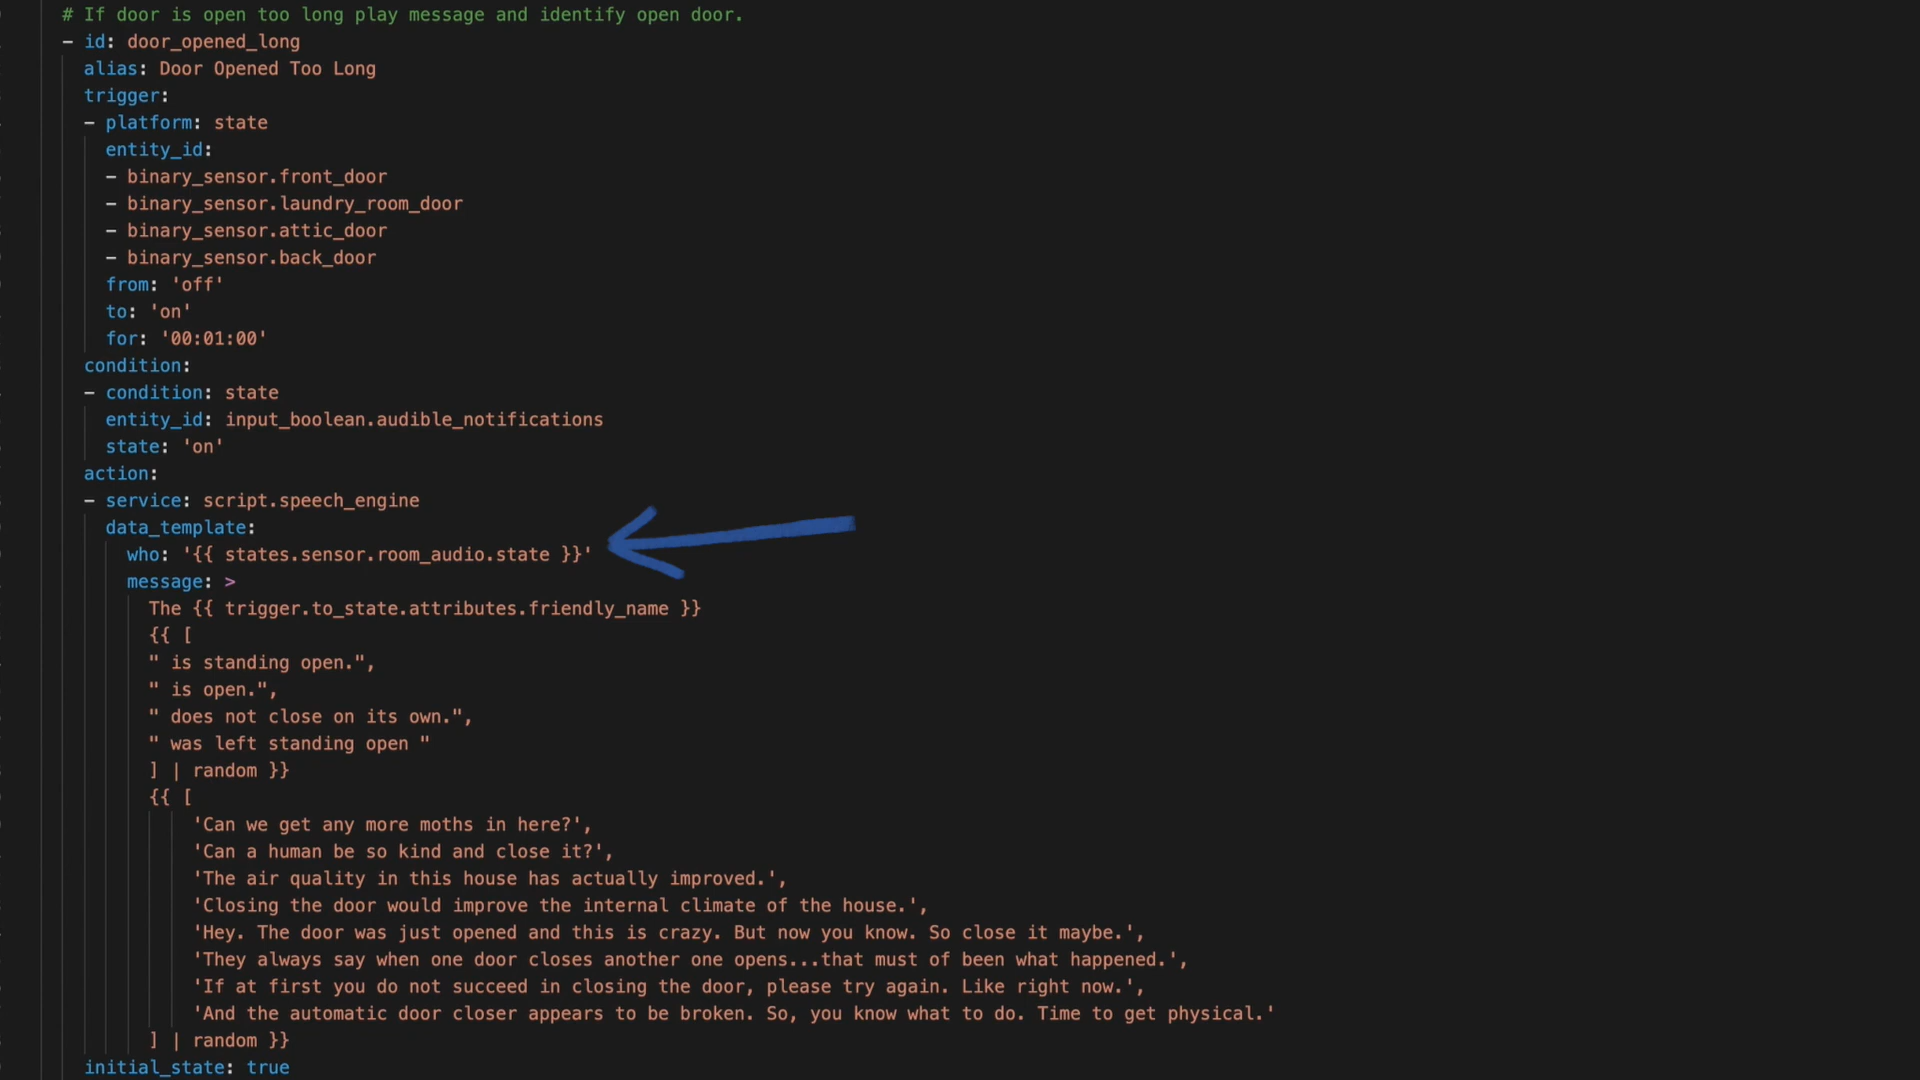 # If door is open too long play message and identify open door.
- id: door_opened_long
alias: Door Opened Too Long
trigger:
- platform: state
entity_id:
- binary_sensor.front_door
- binary_sensor.laundry_room_door
- binary_sensor.attic_door
- binary_sensor.back_door
from: 'off'
to: 'on'
for: '00:01:00'
condition:
- condition: state
entity_id: input_boolean.audible_notifications
state: 'on'
action:
- service: script.speech_engine
data_template:
who: '{{ states.sensor.room_audio.state }}'
message: >
The {{ trigger.to_state.attributes.friendly_name }}
{{ [
" is standing open.",
" is open.",
" does not close on its own.",
" was left standing open "
] | random }}
{{ [
'Can we get any more moths in here?',
'Can a human be so kind and close it?',
'The air quality in this house has actually improved.',
'Closing the door would improve the internal climate of the house.',
'Hey. The door was just opened and this is crazy. But now you know. So close it maybe.',
'They always say when one door closes another one opens...that must of been what happened.',
'If at first you do not succeed in closing the door, please try again. Like right now.',
'And the automatic door closer appears to be broken. So, you know what to do. Time to get physical.'
] | random }}
initial_state: true